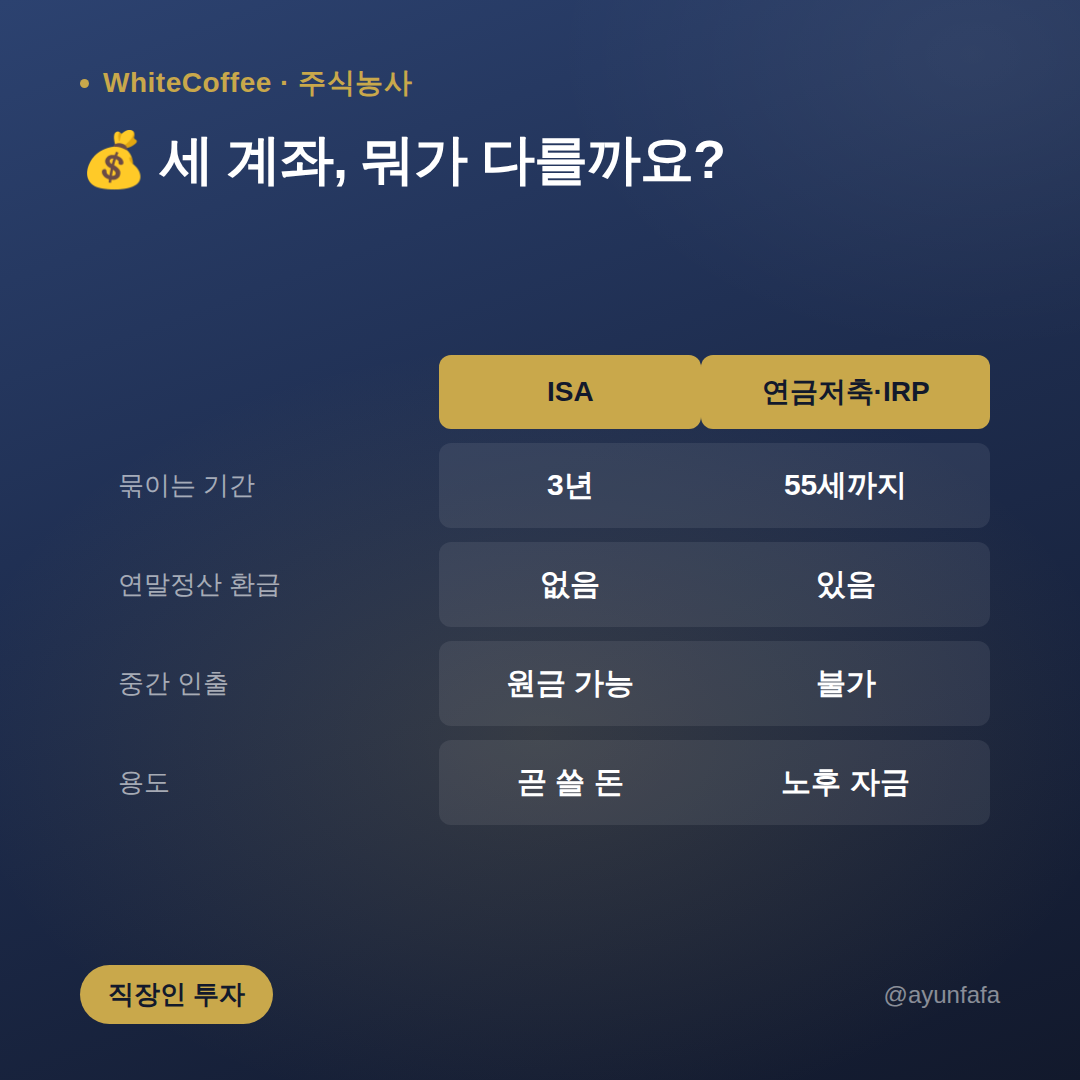 • WhiteCoffee · 주식농사
💰 세 계좌, 뭐가 다를까요?
ISA 연금저축·IRP
묶이는 기간 3년 55세까지
연말정산 환급 없음 있음
중간 인출 원금 가능 불가
용도 곧 쓸 돈 노후 자금
직장인 투자
@ayunfafa